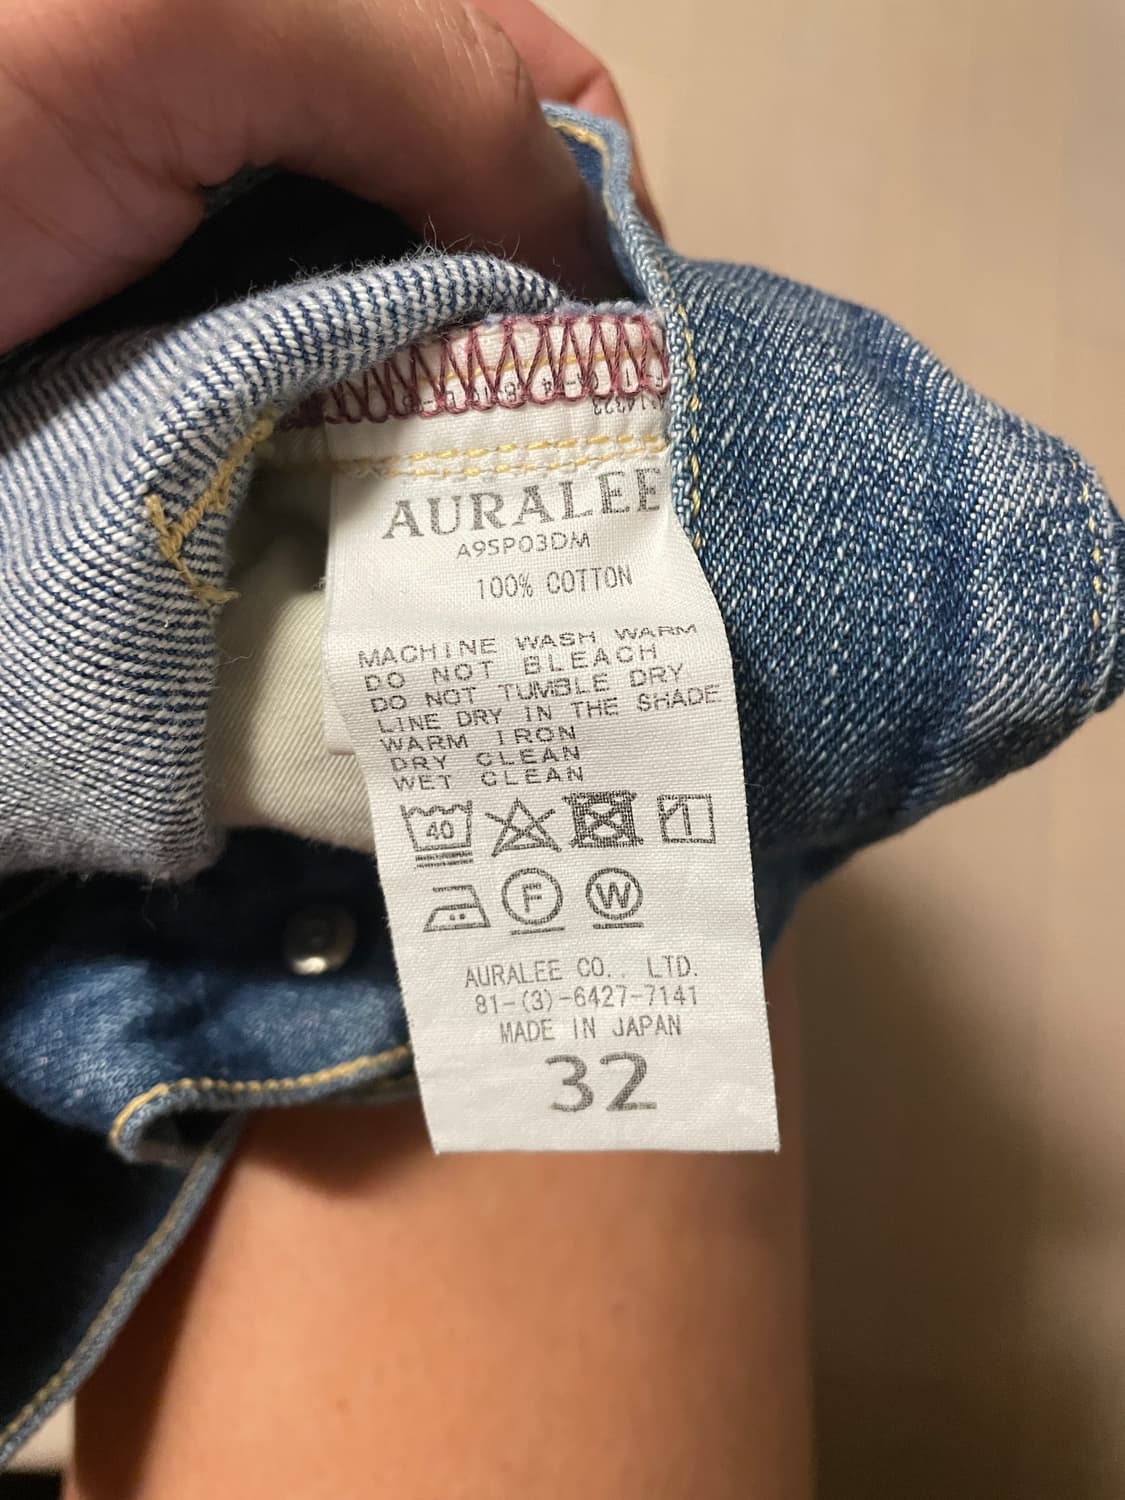 AURALEE
A9SP03DM
100% COTTON
MACHINE WASH WARM
DO NOT BLEACH
DO NOT TUMBLE DRY
LINE DRY IN THE SHADE
WARM IRON
DRY CLEAN
WET CLEAN
40
F
W
AURALEE CO., LTD.
81-(3)-6427-7141
MADE IN JAPAN
32